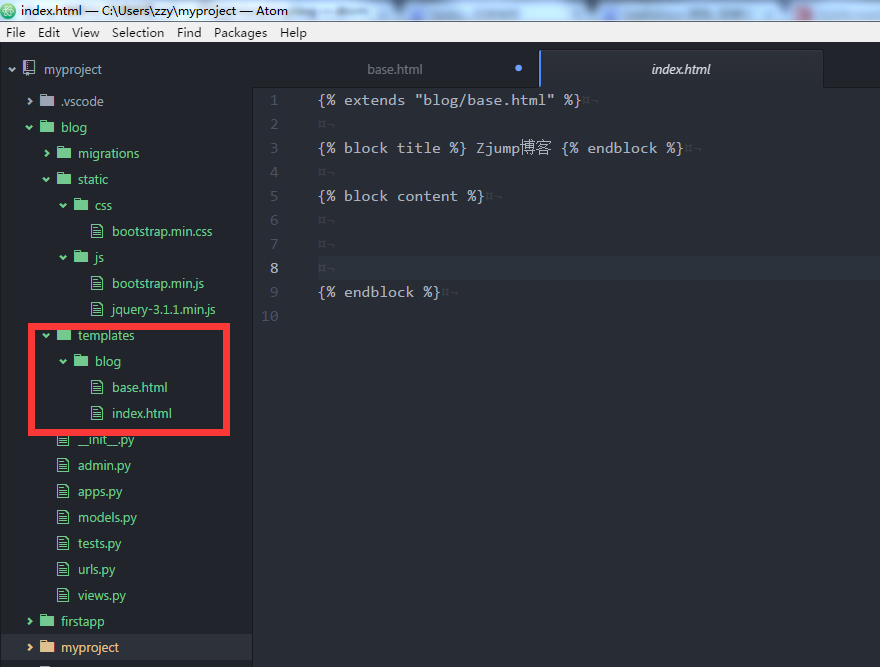 index.html — C:\Users\zzy\myproject — Atom
File Edit View Selection Find Packages Help
myproject
.vscode
blog
migrations
static
css
bootstrap.min.css
js
bootstrap.min.js
jquery-3.1.1.min.js
templates
blog
base.html
index.html
__init__.py
admin.py
apps.py
models.py
tests.py
urls.py
views.py
firstapp
myproject
base.html index.html
1 {% extends "blog/base.html" %}¤¬
2 ¤¬
3 {% block title %} Zjump博客 {% endblock %}¤¬
4 ¤¬
5 {% block content %}¤¬
6 ¤¬
7 ¤¬
8 ¤¬
9 {% endblock %}¤¬
10